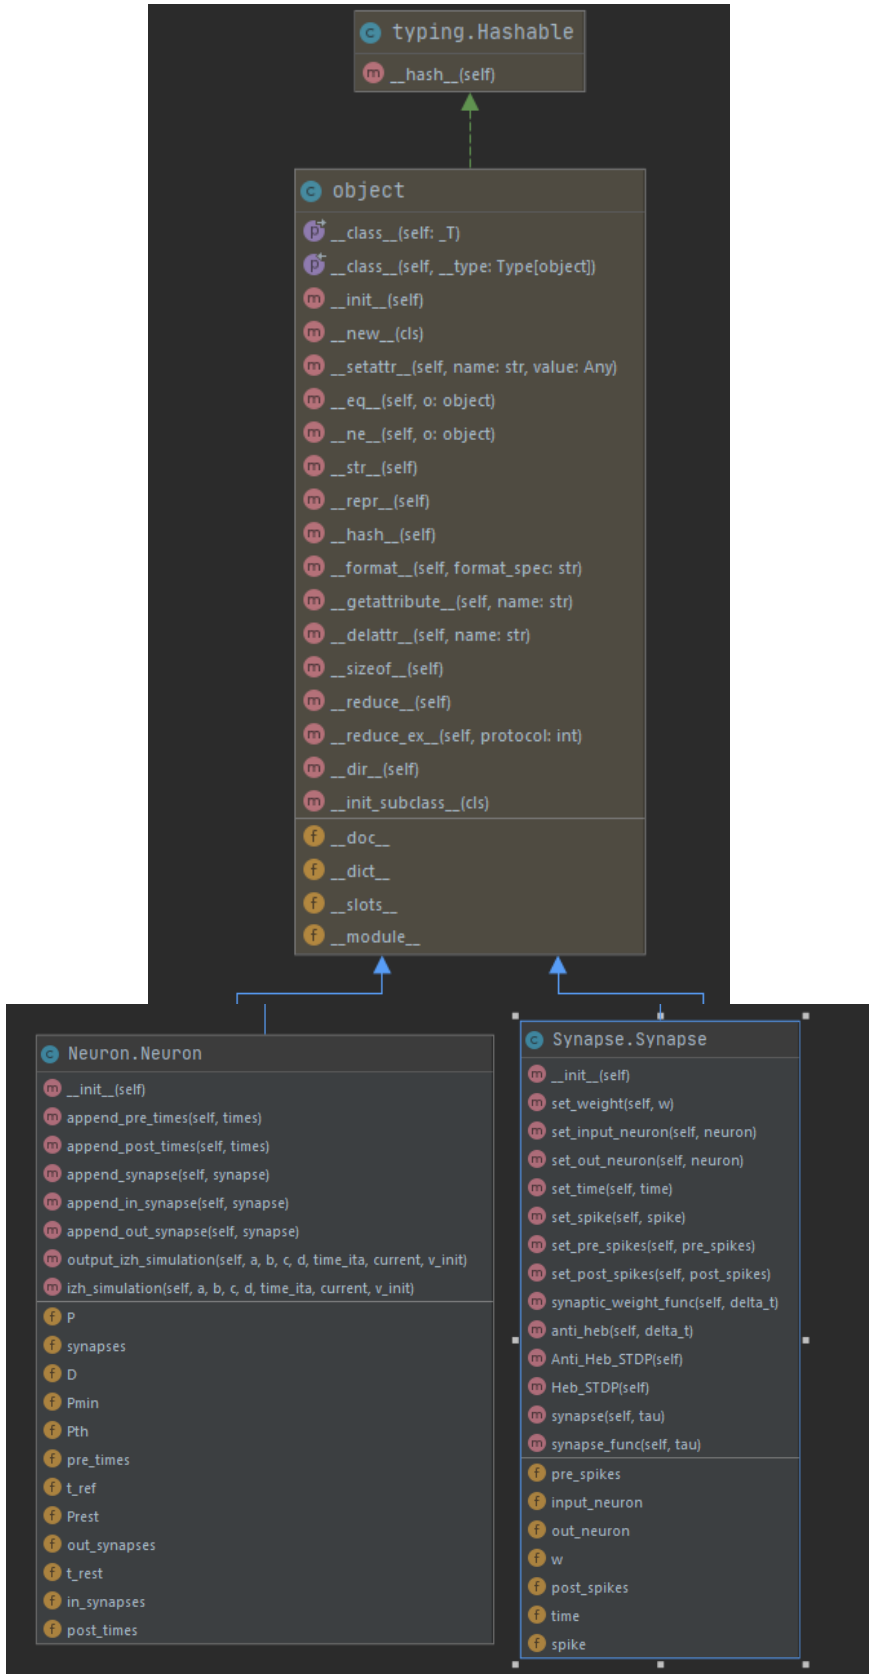 typing.Hashable
__hash__(self)
object
__class__(self: _T)
__class__(self, __type: Type[object])
__init__(self)
__new__(cls)
__setattr__(self, name: str, value: Any)
__eq__(self, o: object)
__ne__(self, o: object)
__str__(self)
__repr__(self)
__hash__(self)
__format__(self, format_spec: str)
__getattribute__(self, name: str)
__delattr__(self, name: str)
__sizeof__(self)
__reduce__(self)
__reduce_ex__(self, protocol: int)
__dir__(self)
__init_subclass__(cls)
__doc__
__dict__
__slots__
__module__
Neuron.Neuron
__init__(self)
append_pre_times(self, times)
append_post_times(self, times)
append_synapse(self, synapse)
append_in_synapse(self, synapse)
append_out_synapse(self, synapse)
output_izh_simulation(self, a, b, c, d, time_ita, current, v_init)
izh_simulation(self, a, b, c, d, time_ita, current, v_init)
P
synapses
D
Pmin
Pth
pre_times
t_ref
Prest
out_synapses
t_rest
in_synapses
post_times
Synapse.Synapse
__init__(self)
set_weight(self, w)
set_input_neuron(self, neuron)
set_out_neuron(self, neuron)
set_time(self, time)
set_spike(self, spike)
set_pre_spikes(self, pre_spikes)
set_post_spikes(self, post_spikes)
synaptic_weight_func(self, delta_t)
anti_heb(self, delta_t)
Anti_Heb_STDP(self)
Heb_STDP(self)
synapse(self, tau)
synapse_func(self, tau)
pre_spikes
input_neuron
out_neuron
w
post_spikes
time
spike